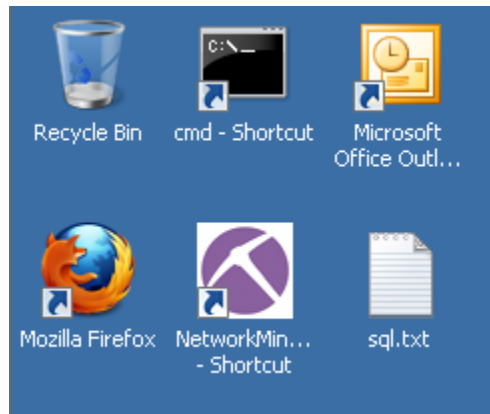 C:\_
Recycle Bin
cmd - Shortcut
Microsoft
Office Outl...
Mozilla Firefox
NetworkMin...
- Shortcut
sql.txt